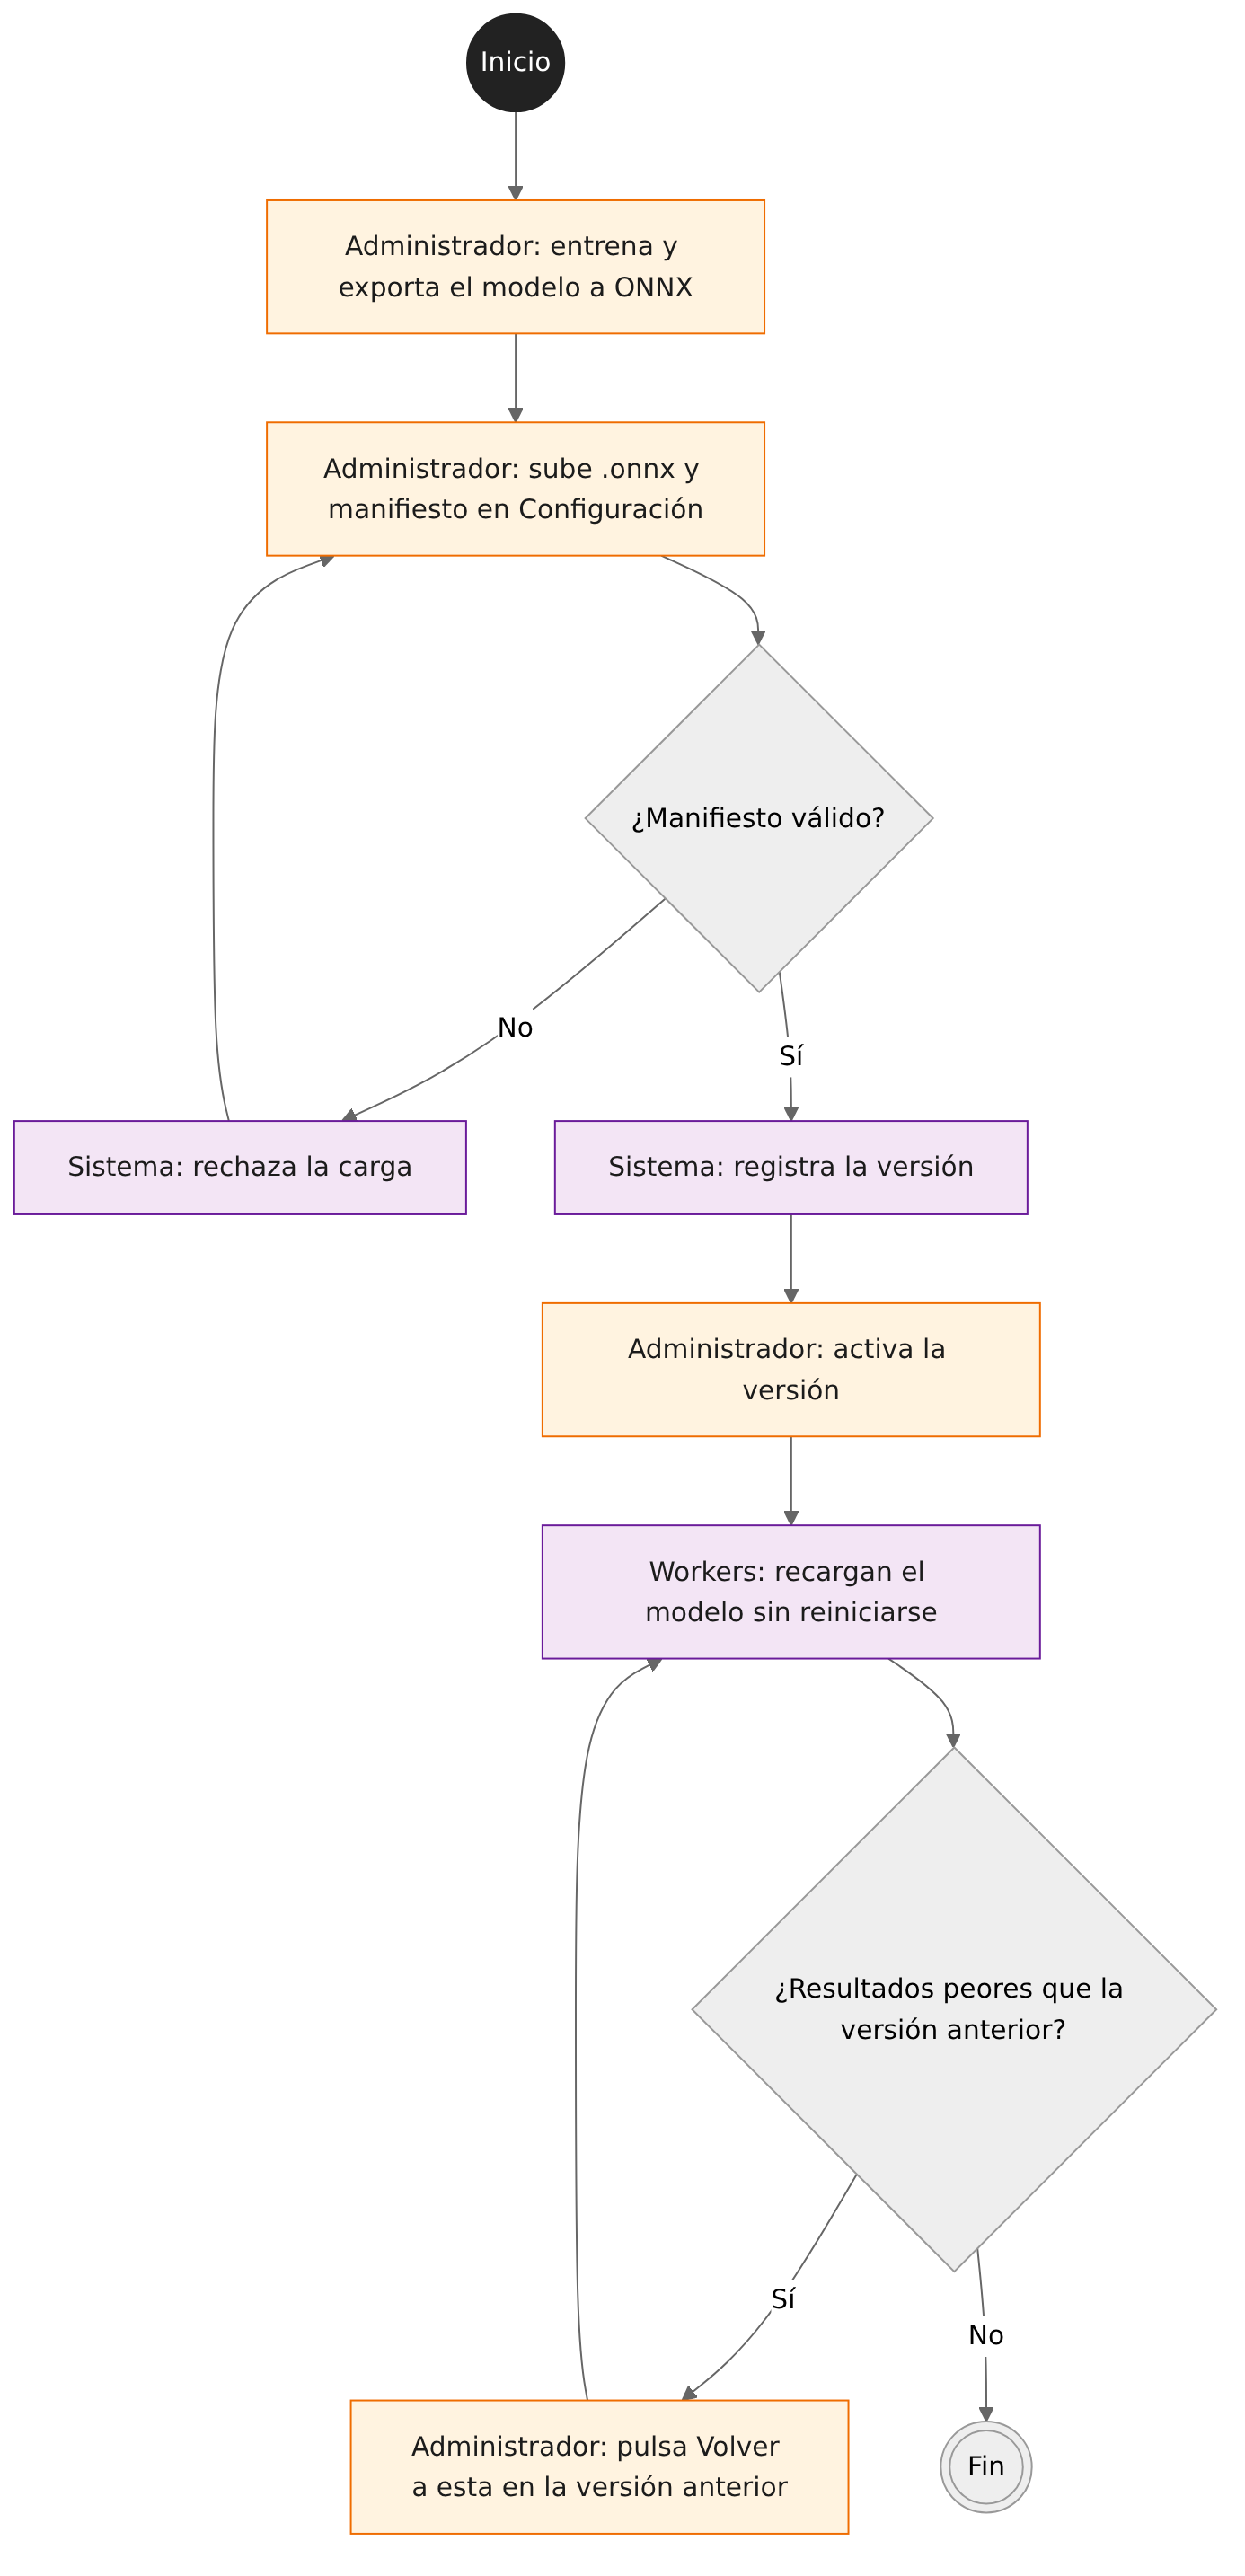 Inicio
Administrador: entrena y
exporta el modelo a ONNX
Administrador: sube .onnx y
manifiesto en Configuración
¿Manifiesto válido?
No
Sí
Sistema: rechaza la carga
Sistema: registra la versión
Administrador: activa la
versión
Workers: recargan el
modelo sin reiniciarse
¿Resultados peores que la
versión anterior?
Sí
No
Administrador: pulsa Volver
a esta en la versión anterior
Fin